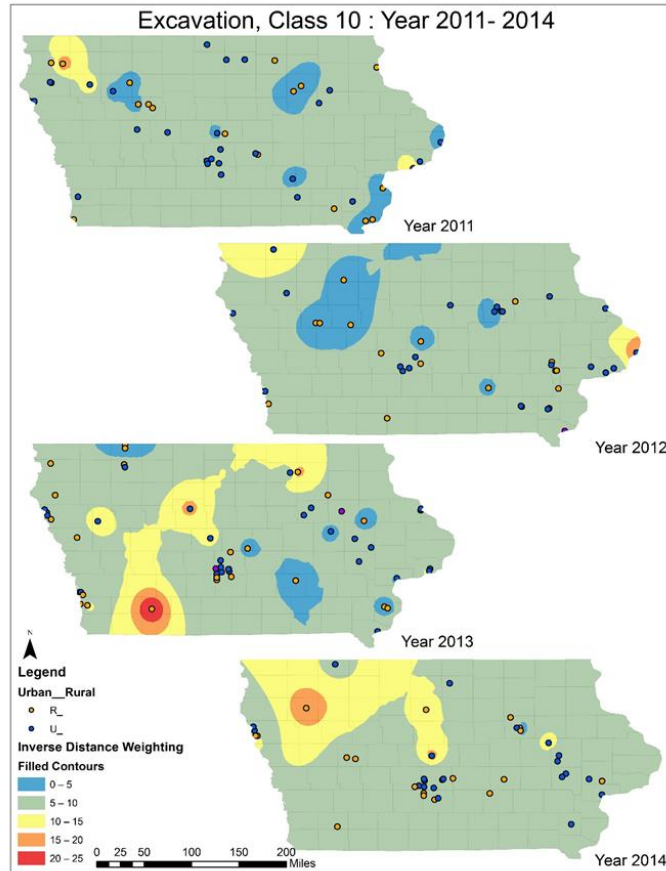 Excavation, Class 10 : Year 2011- 2014
Year 2011
Year 2012
Year 2013
N
Legend
Urban__Rural
R_
U_
Inverse Distance Weighting
Filled Contours
0 – 5
5 – 10
10 – 15
15 – 20
20 – 25
0 25 50 100 150 200
Miles
Year 2014